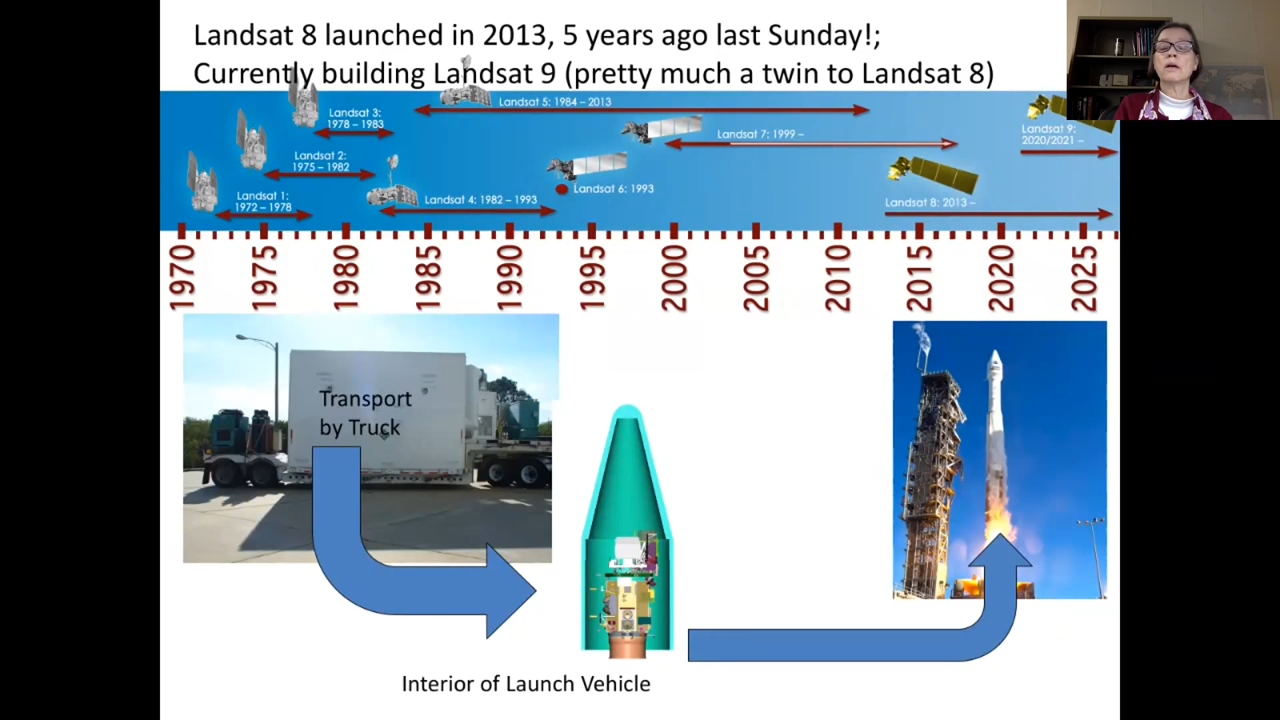 Landsat 8 launched in 2013, 5 years ago last Sunday!;
Currently building Landsat 9 (pretty much a twin to Landsat 8)
Landsat 5: 1984 – 2013
Landsat 3:
1978 – 1983
Landsat 7: 1999 –
Landsat 9:
2020/2021 –
Landsat 2:
1975 – 1982
Landsat 6: 1993
Landsat 1:
1972 – 1978
Landsat 4: 1982 – 1993
Landsat 8: 2013 –
1970
1975
1980
1985
1990
1995
2000
2005
2010
2015
2020
2025
Transport
by Truck
Interior of Launch Vehicle